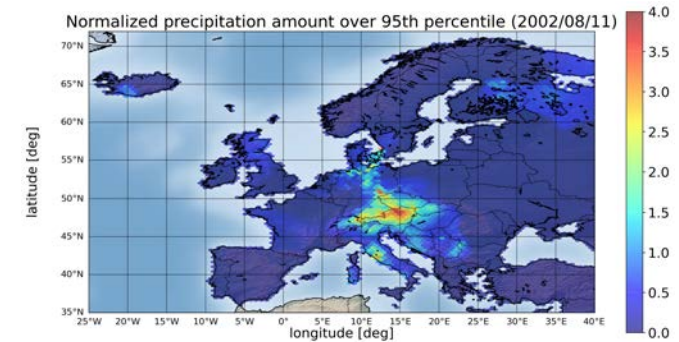 Normalized precipitation amount over 95th percentile (2002/08/11)
4.0
3.5
3.0
2.5
2.0
1.5
1.0
0.5
0.0
latitude [deg]
70°N
65°N
60°N
55°N
50°N
45°N
40°N
35°N
25°W 20°W 15°W 10°W 5°W 0° 5°E 10°E 15°E 20°E 25°E 30°E 35°E 40°E
longitude [deg]